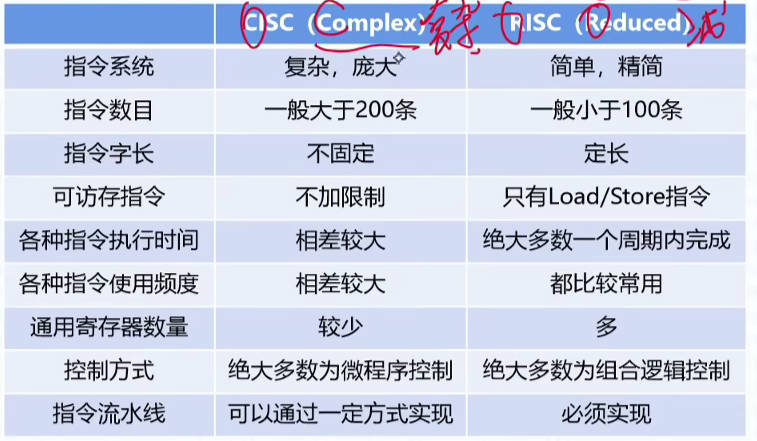 CISC (Complex) RISC (Reduced)
指令系统 复杂，庞大 简单，精简
指令数目 一般大于200条 一般小于100条
指令字长 不固定 定长
可访存指令 不加限制 只有Load/Store指令
各种指令执行时间 相差较大 绝大多数一个周期内完成
各种指令使用频度 相差较大 都比较常用
通用寄存器数量 较少 多
控制方式 绝大多数为微程序控制 绝大多数为组合逻辑控制
指令流水线 可以通过一定方式实现 必须实现